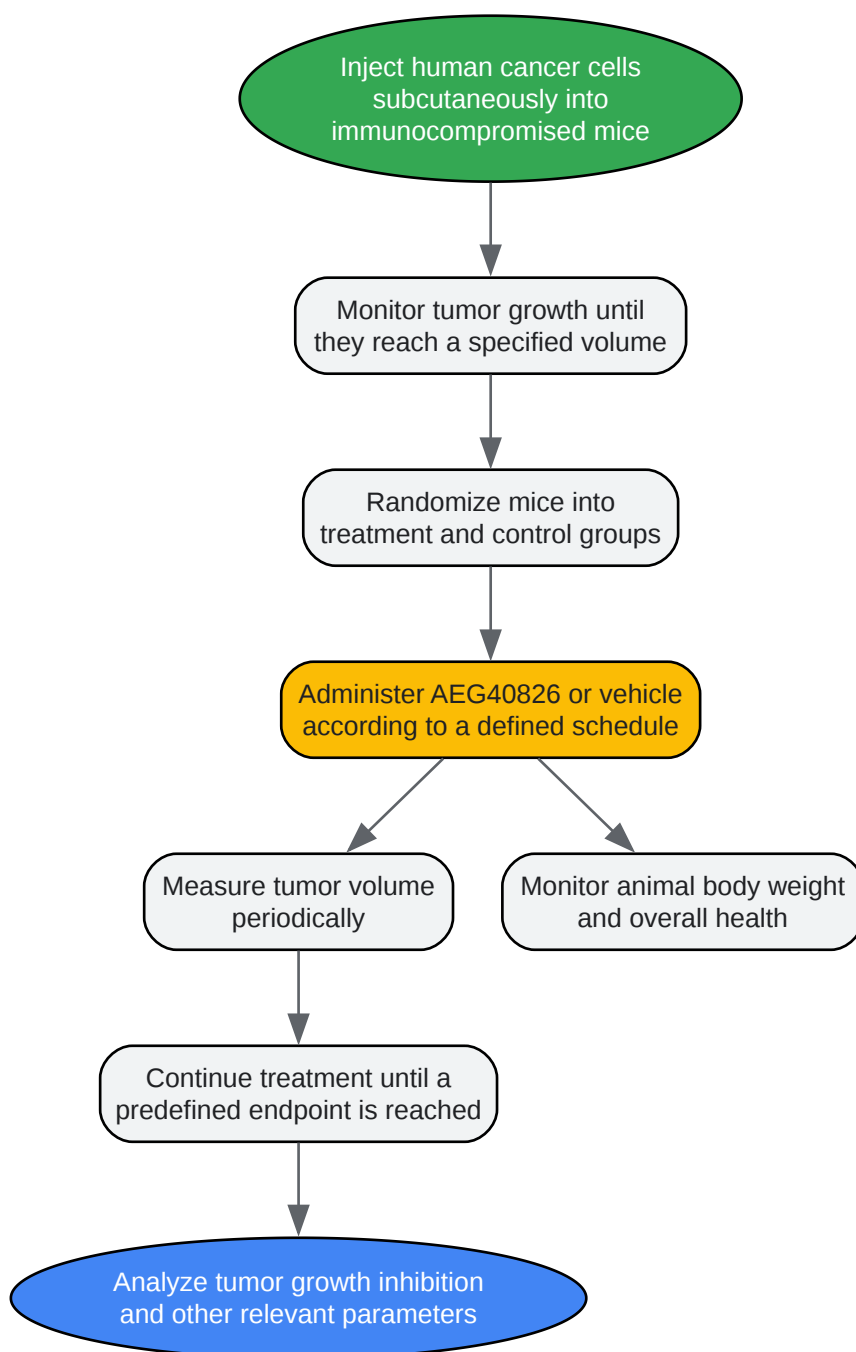 Inject human cancer cells
subcutaneously into
immunocompromised mice
Monitor tumor growth until
they reach a specified volume
Randomize mice into
treatment and control groups
Administer AEG40826 or vehicle
according to a defined schedule
Measure tumor volume
periodically
Monitor animal body weight
and overall health
Continue treatment until a
predefined endpoint is reached
Analyze tumor growth inhibition
and other relevant parameters